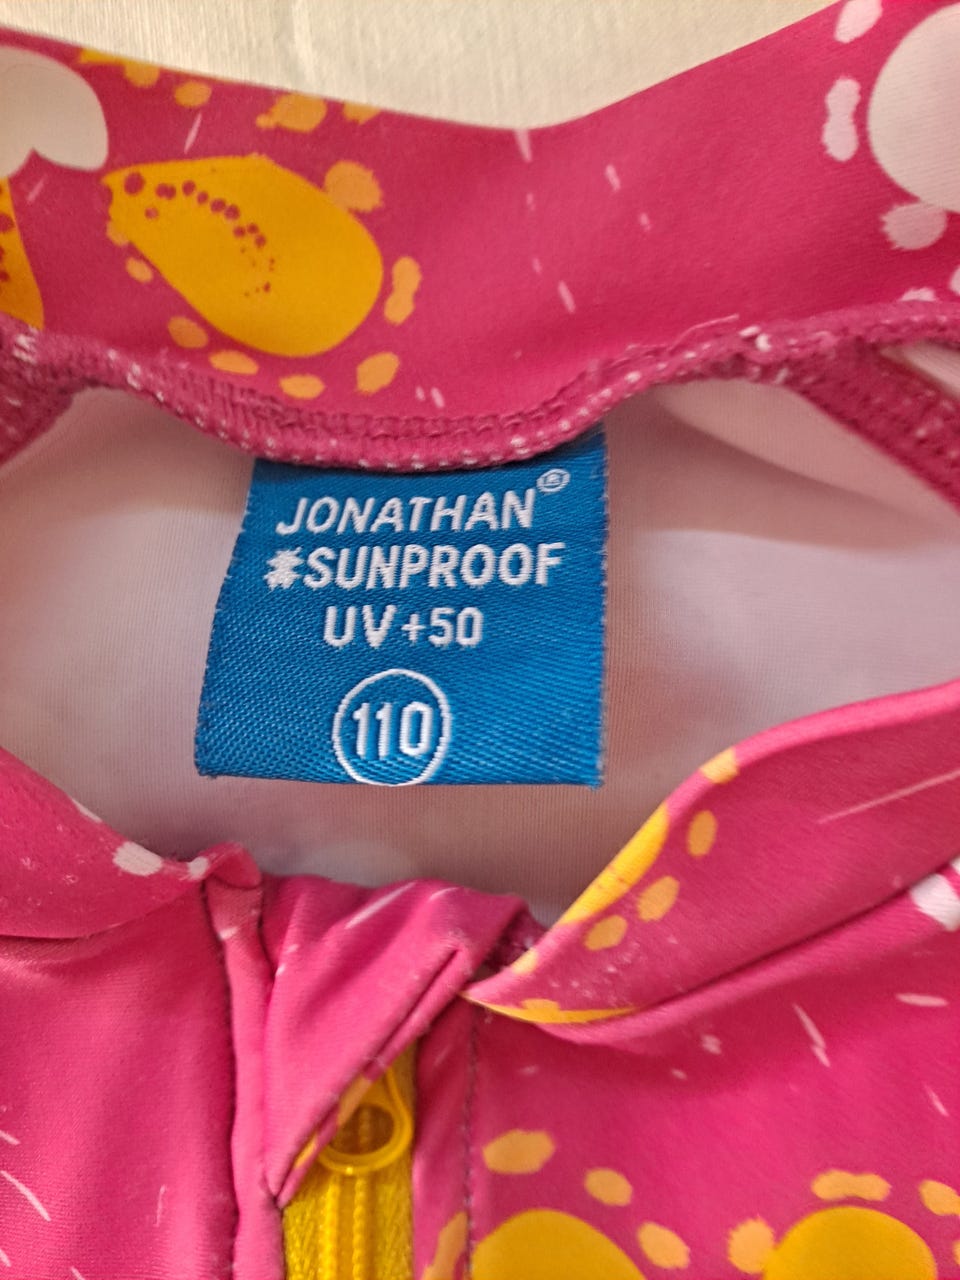 JONATHAN®
#SUNPROOF
UV+50
110